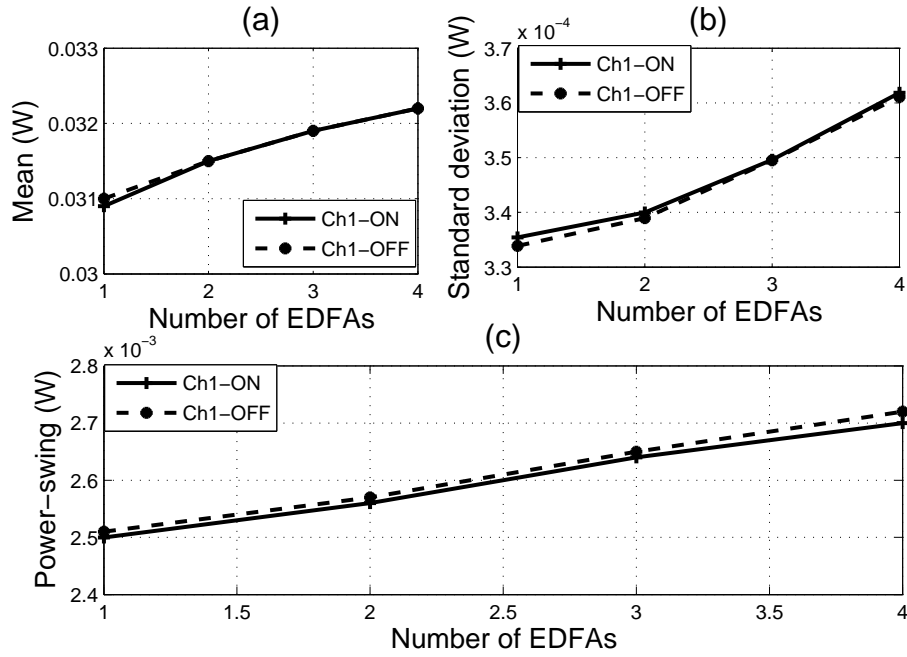 (a)
0.033
0.032
0.031
0.03
Mean (W)
Ch1−ON
Ch1−OFF
1 2 3 4
Number of EDFAs
(b)
x 10−4
3.7
3.6
3.5
3.4
3.3
Standard deviation (W)
Ch1−ON
Ch1−OFF
1 2 3 4
Number of EDFAs
(c)
x 10−3
2.8
2.7
2.6
2.5
2.4
Power−swing (W)
Ch1−ON
Ch1−OFF
1 1.5 2 2.5 3 3.5 4
Number of EDFAs